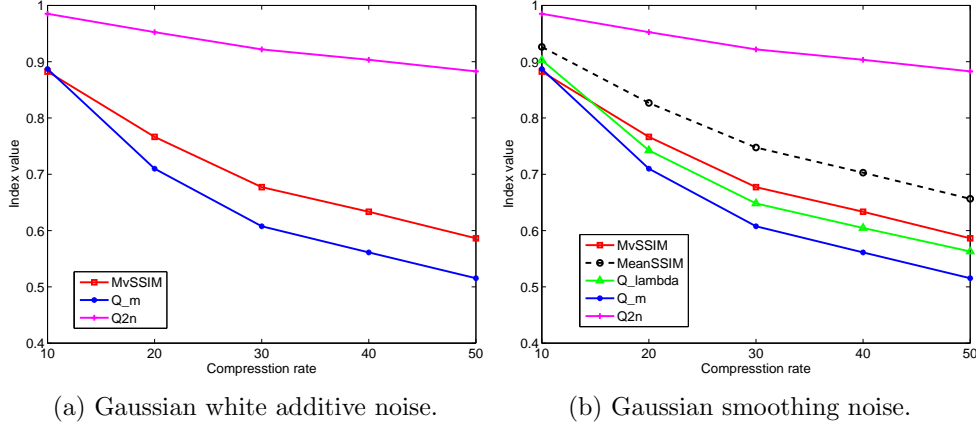 1
0.9
0.8
0.7
0.6
0.5
0.4
Index value
MvSSIM
Q_m
Q2n
10 20 30 40 50
Compresstion rate
(a) Gaussian white additive noise.
1
0.9
0.8
0.7
0.6
0.5
0.4
Index value
MvSSIM
MeanSSIM
Q_lambda
Q_m
Q2n
10 20 30 40 50
Compresstion rate
(b) Gaussian smoothing noise.